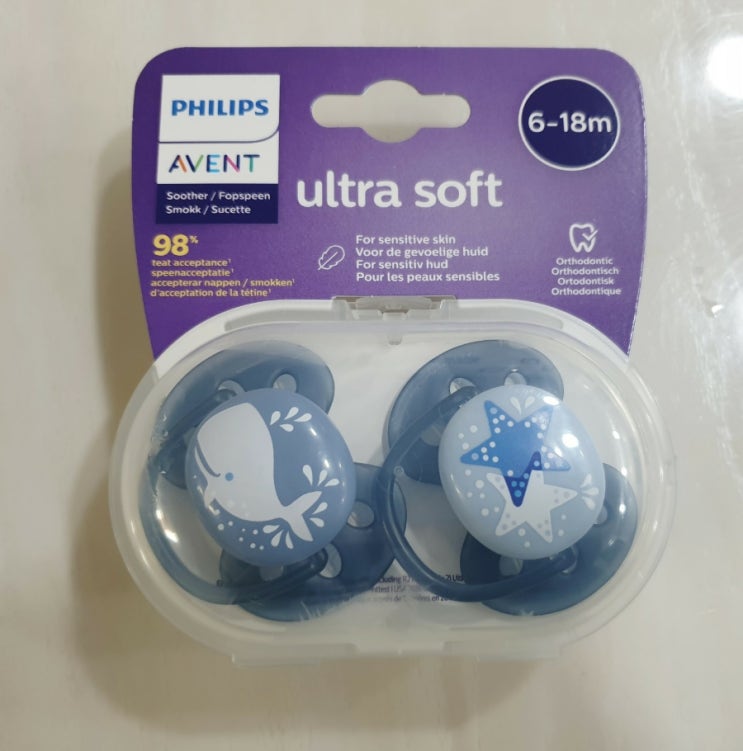 PHILIPS
AVENT
Soother / Fopspeen
Smokk / Sucette
ultra soft
6-18m
98%
teat acceptance¹
speenacceptatie¹
accepterar nappen / smokken¹
d'acceptation de la tétine¹
For sensitive skin
Voor de gevoelige huid
For sensitiv hud
Pour les peaux sensibles
Orthodontic
Orthodontisch
Ortodontisk
Orthodontique